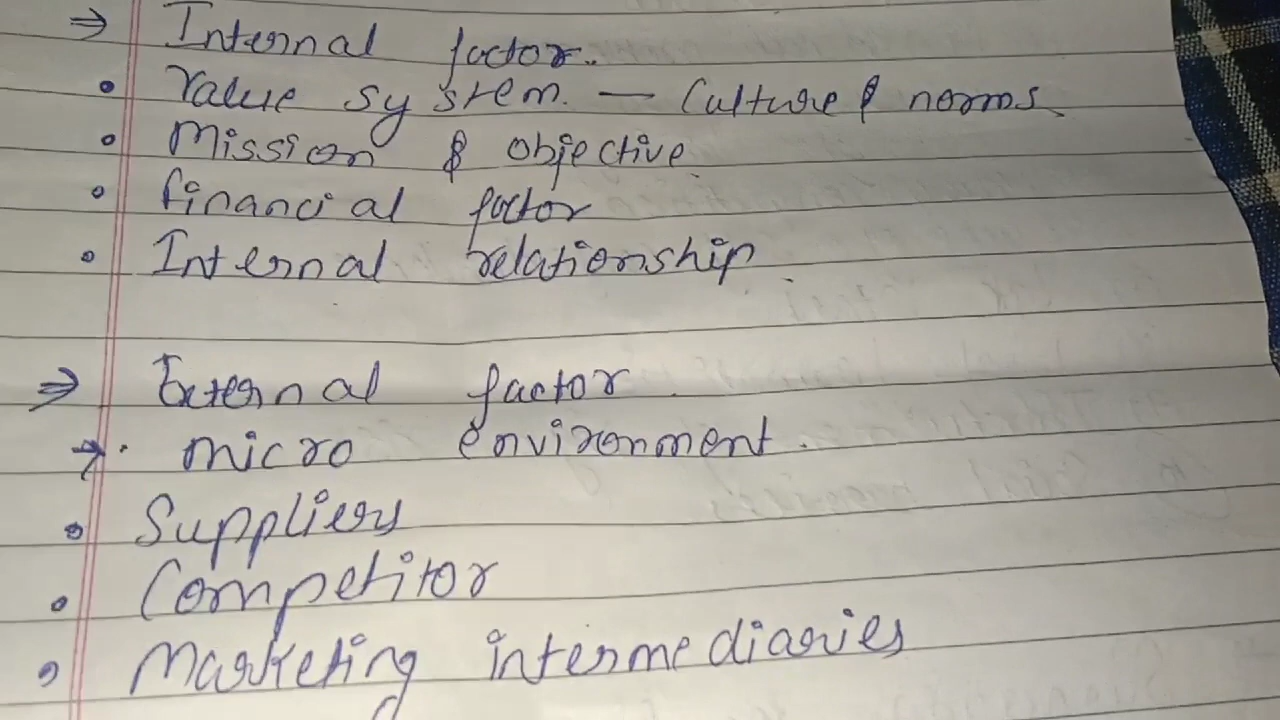 ⇒ Internal factor.
• Value system. — Culture & norms
• Mission & objective
• financial factor
• Internal relationship
⇒ External factor
→ • micro environment.
• Suppliers
• Competitor
• Marketing intermediaries